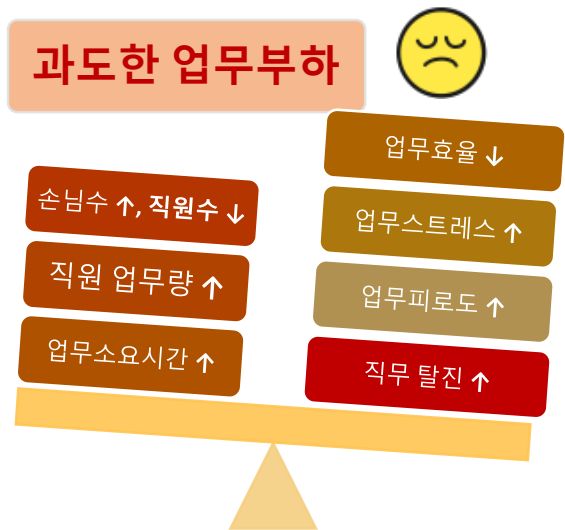 과도한 업무부하
손님수 ↑, 직원수 ↓
직원 업무량 ↑
업무소요시간 ↑
업무효율 ↓
업무스트레스 ↑
업무피로도 ↑
직무 탈진 ↑